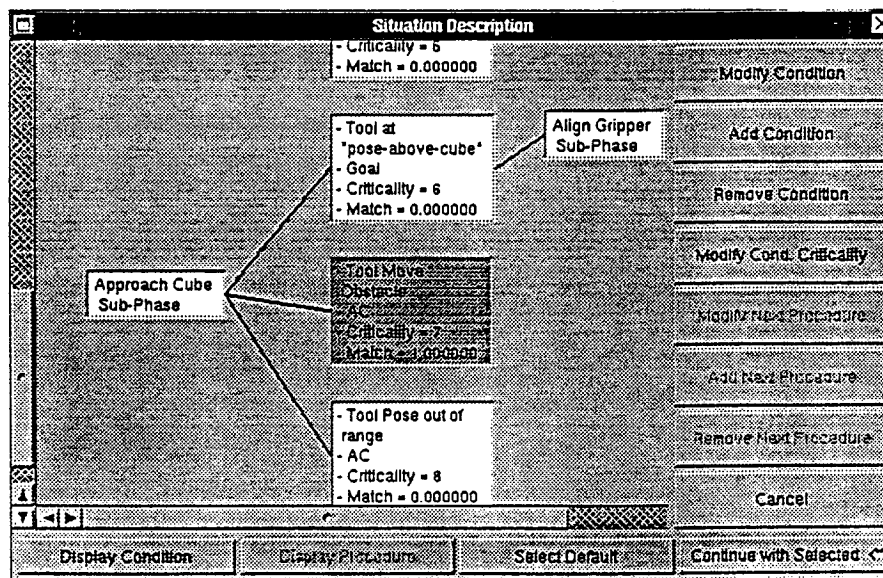 Situation Description
- Criticality = 6
- Match = 0.000000
- Tool at
"pose-above-cube"
- Goal
- Criticality = 6
- Match = 0.000000
Align Gripper
Sub-Phase
Approach Cube
Sub-Phase
- Tool Move
Obstacle
- AC
- Criticality = 7
- Match = 1.000000
- Tool Pose out of
range
- AC
- Criticality = 8
- Match = 0.000000
Modify Condition
Add Condition
Remove Condition
Modify Cond. Criticality
Modify Next Procedure
Add Next Procedure
Remove Next Procedure
Cancel
Display Condition
Display Procedure
Select Default
Continue with Selected